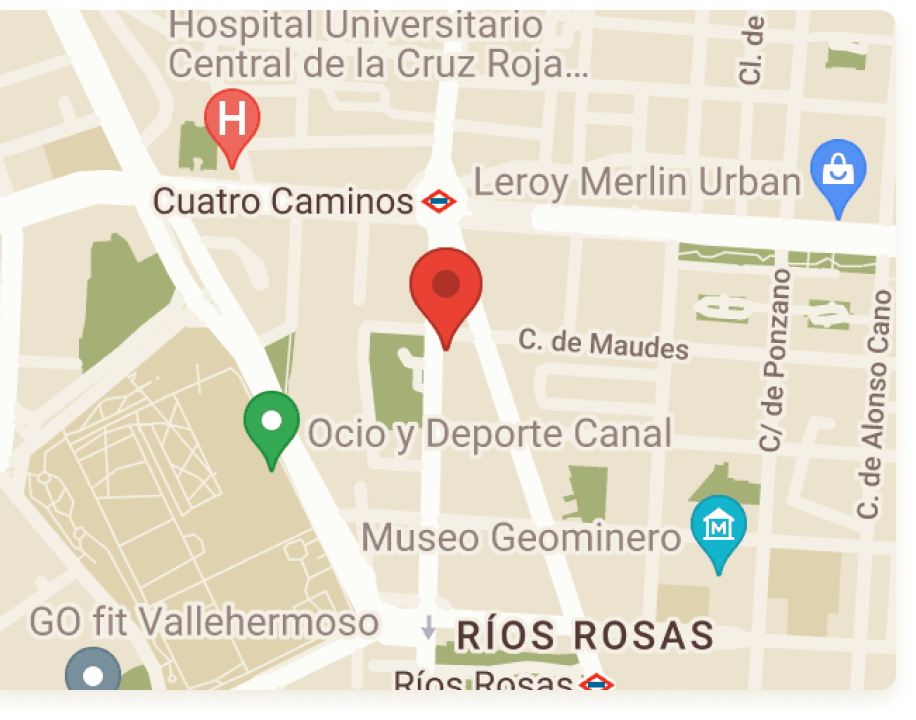 Hospital Universitario
Central de la Cruz Roja...
Cl. de
H
Leroy Merlin Urban
Cuatro Caminos
C. de Maudes
C/ de Ponzano
C. de Alonso Cano
Ocio y Deporte Canal
Museo Geominero
M
GO fit Vallehermoso
RÍOS ROSAS
Ríos Rosas